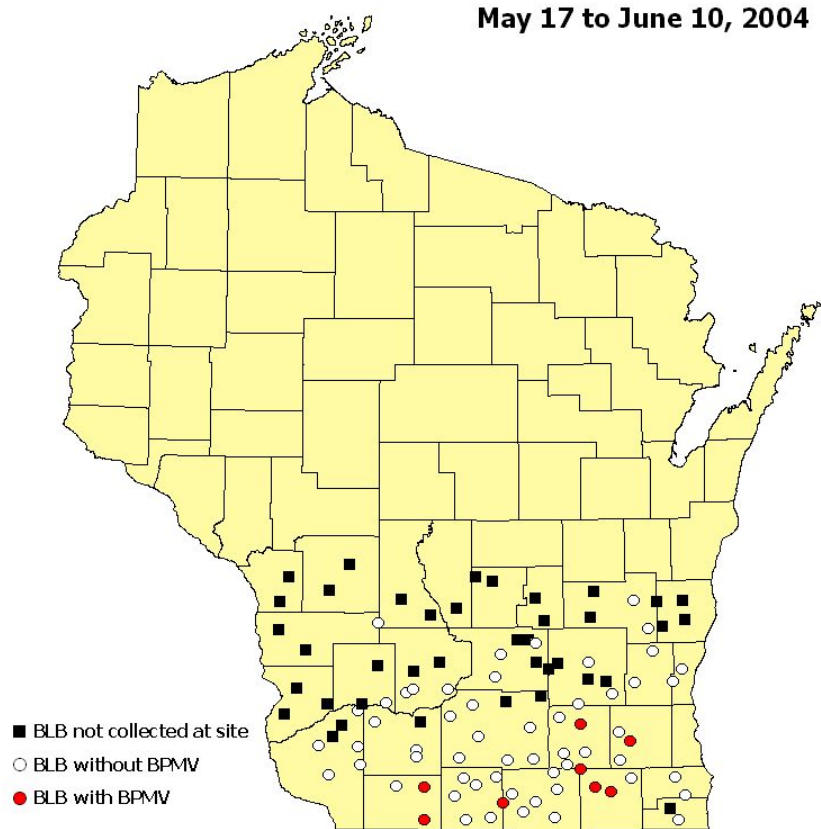 May 17 to June 10, 2004
BLB not collected at site
BLB without BPMV
BLB with BPMV